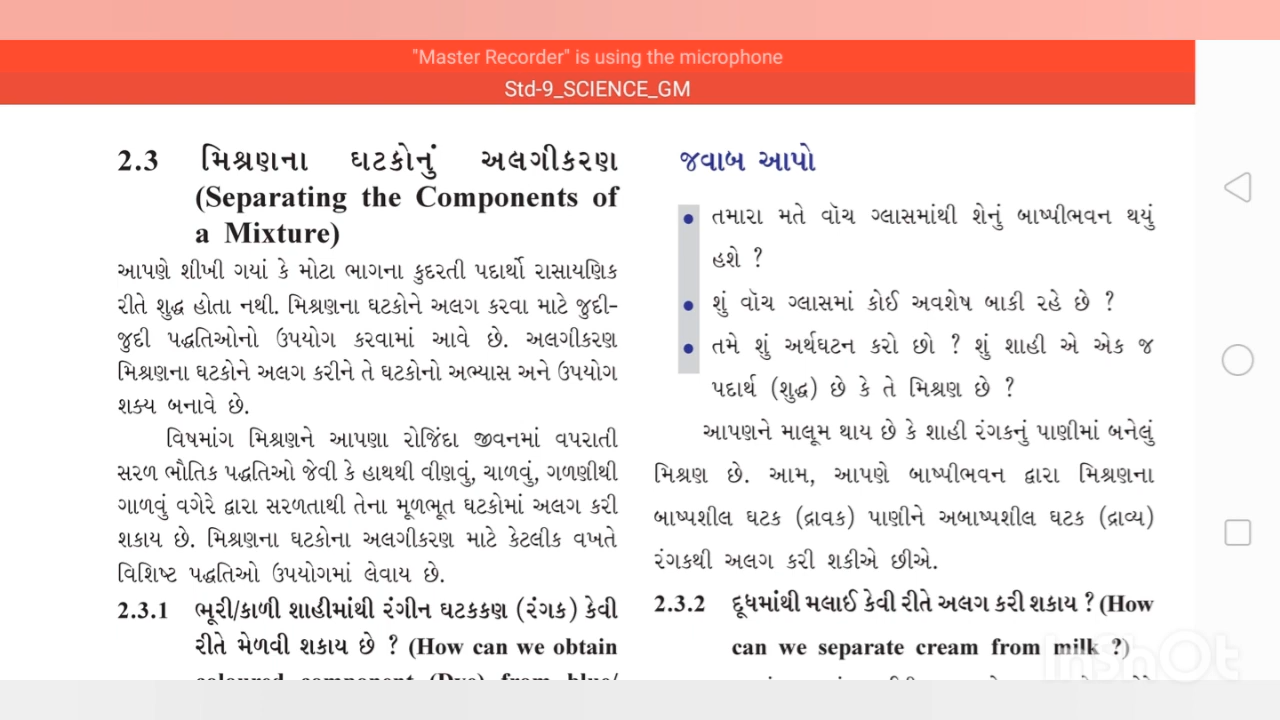 "Master Recorder" is using the microphone
Std-9_SCIENCE_GM
2.3 મિશ્રણના ઘટકોનું અલગીકરણ
(Separating the Components of
a Mixture)
આપણે શીખી ગયાં કે મોટા ભાગના કુદરતી પદાર્થો રાસાયણિક
રીતે શુદ્ધ હોતા નથી. મિશ્રણના ઘટકોને અલગ કરવા માટે જુદી-
જુદી પદ્ધતિઓનો ઉપયોગ કરવામાં આવે છે. અલગીકરણ
મિશ્રણના ઘટકોને અલગ કરીને તે ઘટકોનો અભ્યાસ અને ઉપયોગ
શક્ય બનાવે છે.
વિષમાંગ મિશ્રણને આપણા રોજિંદા જીવનમાં વપરાતી
સરળ ભૌતિક પદ્ધતિઓ જેવી કે હાથથી વીણવું, ચાળવું, ગળણીથી
ગાળવું વગેરે દ્વારા સરળતાથી તેના મૂળભૂત ઘટકોમાં અલગ કરી
શકાય છે. મિશ્રણના ઘટકોના અલગીકરણ માટે કેટલીક વખતે
વિશિષ્ટ પદ્ધતિઓ ઉપયોગમાં લેવાય છે.
2.3.1 ભૂરી/કાળી શાહીમાંથી રંગીન ઘટકકણ (રંગક) કેવી
રીતે મેળવી શકાય છે ? (How can we obtain
coloured component (Dye) from blue/
જવાબ આપો
• તમારા મતે વૉચ ગ્લાસમાંથી શેનું બાષ્પીભવન થયું
હશે ?
• શું વૉચ ગ્લાસમાં કોઈ અવશેષ બાકી રહે છે ?
• તમે શું અર્થઘટન કરો છો ? શું શાહી એ એક જ
પદાર્થ (શુદ્ધ) છે કે તે મિશ્રણ છે ?
આપણને માલૂમ થાય છે કે શાહી રંગકનું પાણીમાં બનેલું
મિશ્રણ છે. આમ, આપણે બાષ્પીભવન દ્વારા મિશ્રણના
બાષ્પશીલ ઘટક (દ્રાવક) પાણીને અબાષ્પશીલ ઘટક (દ્રાવ્ય)
રંગકથી અલગ કરી શકીએ છીએ.
2.3.2 દૂધમાંથી મલાઈ કેવી રીતે અલગ કરી શકાય ? (How
can we separate cream from milk ?)
InShOt